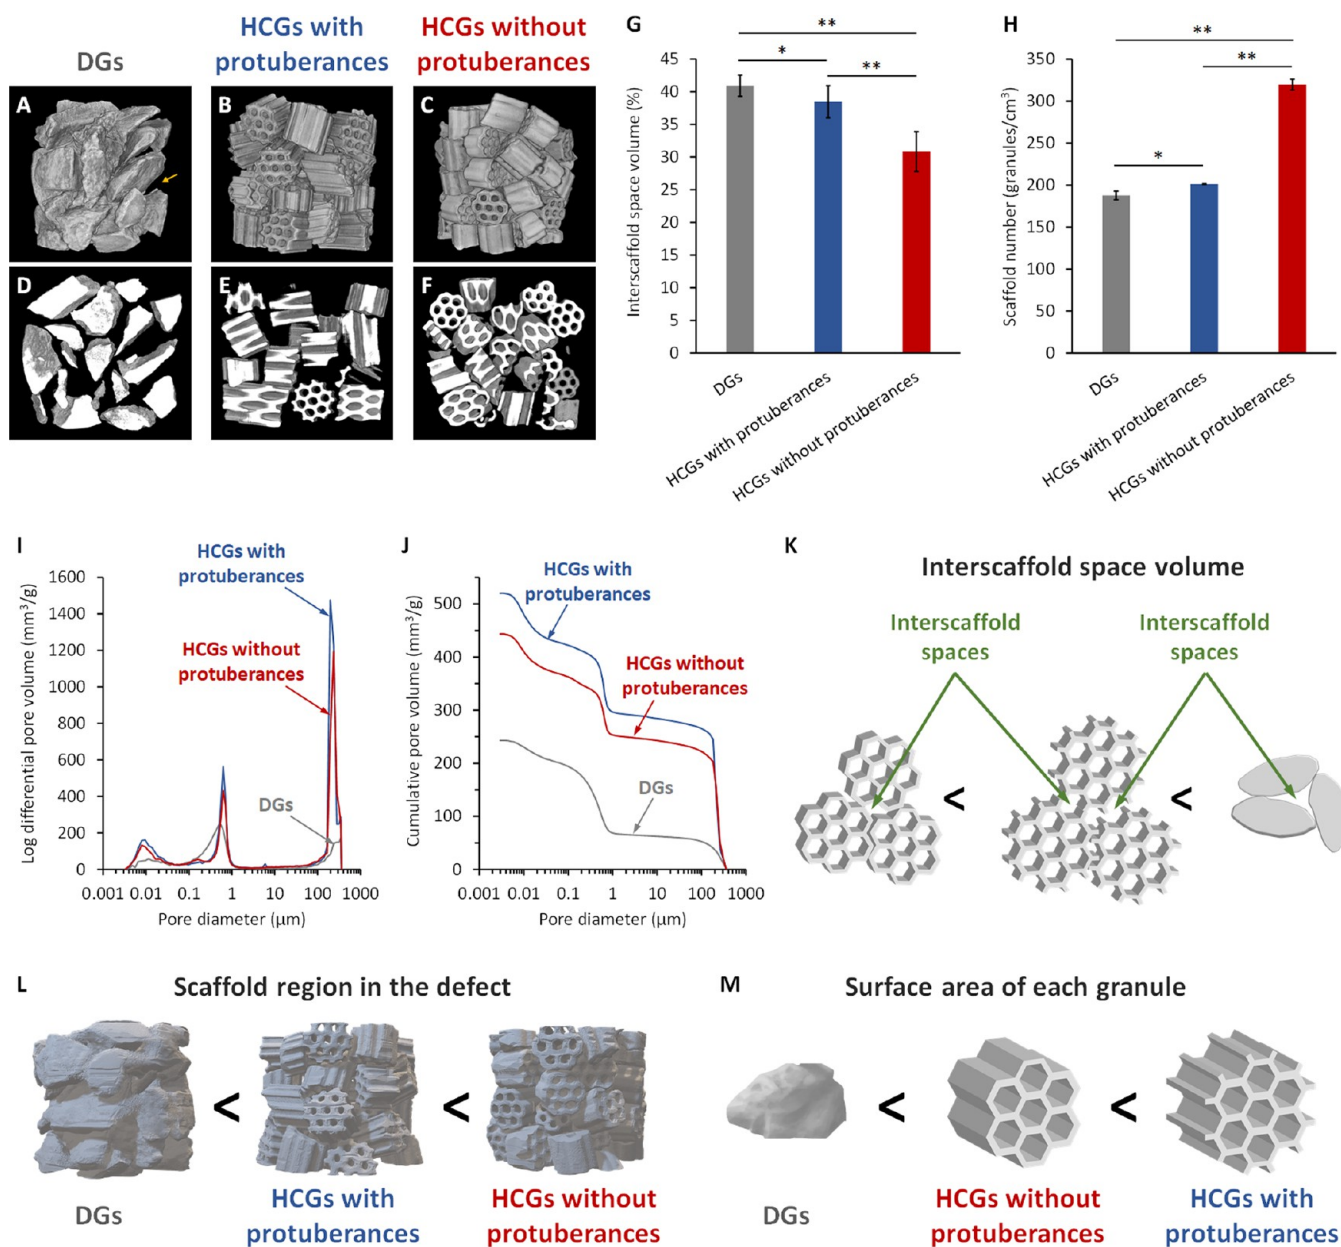 DGs
HCGs with
protuberances
HCGs without
protuberances
A
B
C
D
E
F
G
**
*
**
Interscaffold space volume (%)
45
40
35
30
25
20
15
10
5
0
DGs
HCGs with protuberances
HCGs without protuberances
H
**
**
*
Scaffold number (granules/cm³)
350
300
250
200
150
100
50
0
DGs
HCGs with protuberances
HCGs without protuberances
I
HCGs with
protuberances
HCGs without
protuberances
DGs
Log differential pore volume (mm³/g)
1600
1400
1200
1000
800
600
400
200
0
0.001 0.01 0.1 1 10 100 1000
Pore diameter (μm)
J
HCGs with
protuberances
HCGs without
protuberances
DGs
Cumulative pore volume (mm³/g)
500
400
300
200
100
0
0.001 0.01 0.1 1 10 100 1000
Pore diameter (μm)
K
Interscaffold space volume
Interscaffold
spaces
Interscaffold
spaces
< <
L
Scaffold region in the defect
< <
DGs
HCGs with
protuberances
HCGs without
protuberances
M
Surface area of each granule
< <
DGs
HCGs without
protuberances
HCGs with
protuberances